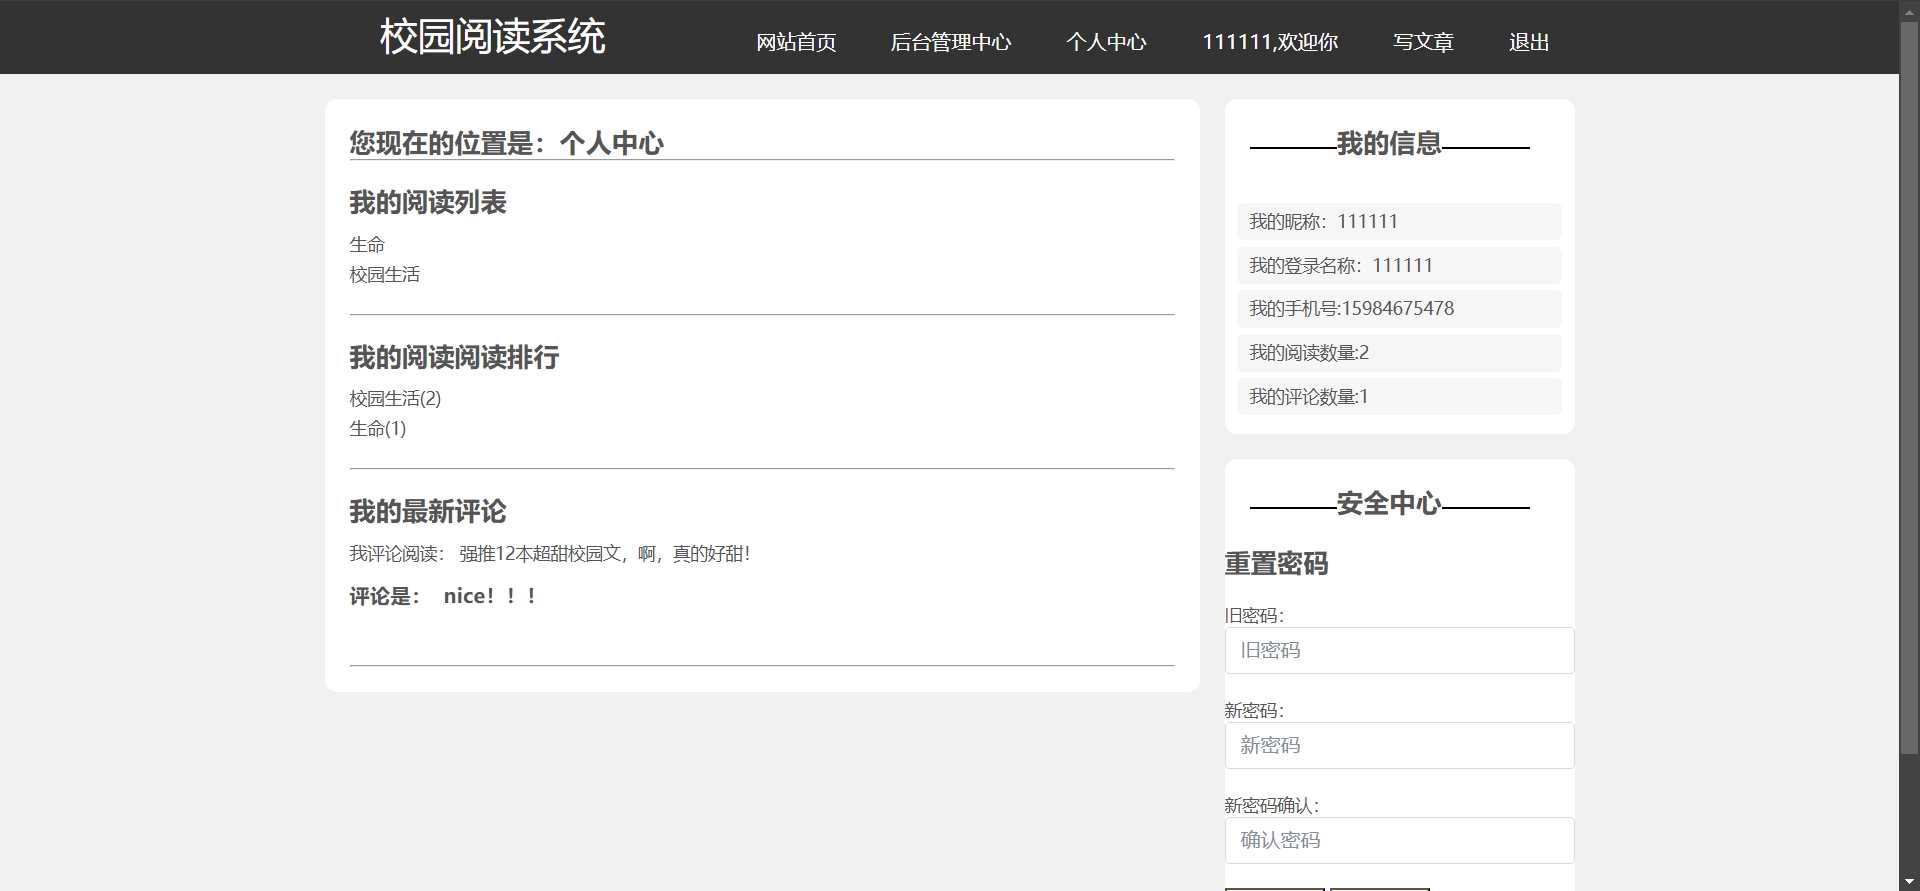 校园阅读系统
网站首页 后台管理中心 个人中心 111111,欢迎你 写文章 退出
您现在的位置是：个人中心
我的阅读列表
生命
校园生活
我的阅读阅读排行
校园生活(2)
生命(1)
我的最新评论
我评论阅读： 强推12本超甜校园文，啊，真的好甜！
评论是： nice！！！
我的信息
我的昵称：111111
我的登录名称：111111
我的手机号:15984675478
我的阅读数量:2
我的评论数量:1
安全中心
重置密码
旧密码：
旧密码
新密码：
新密码
新密码确认：
确认密码